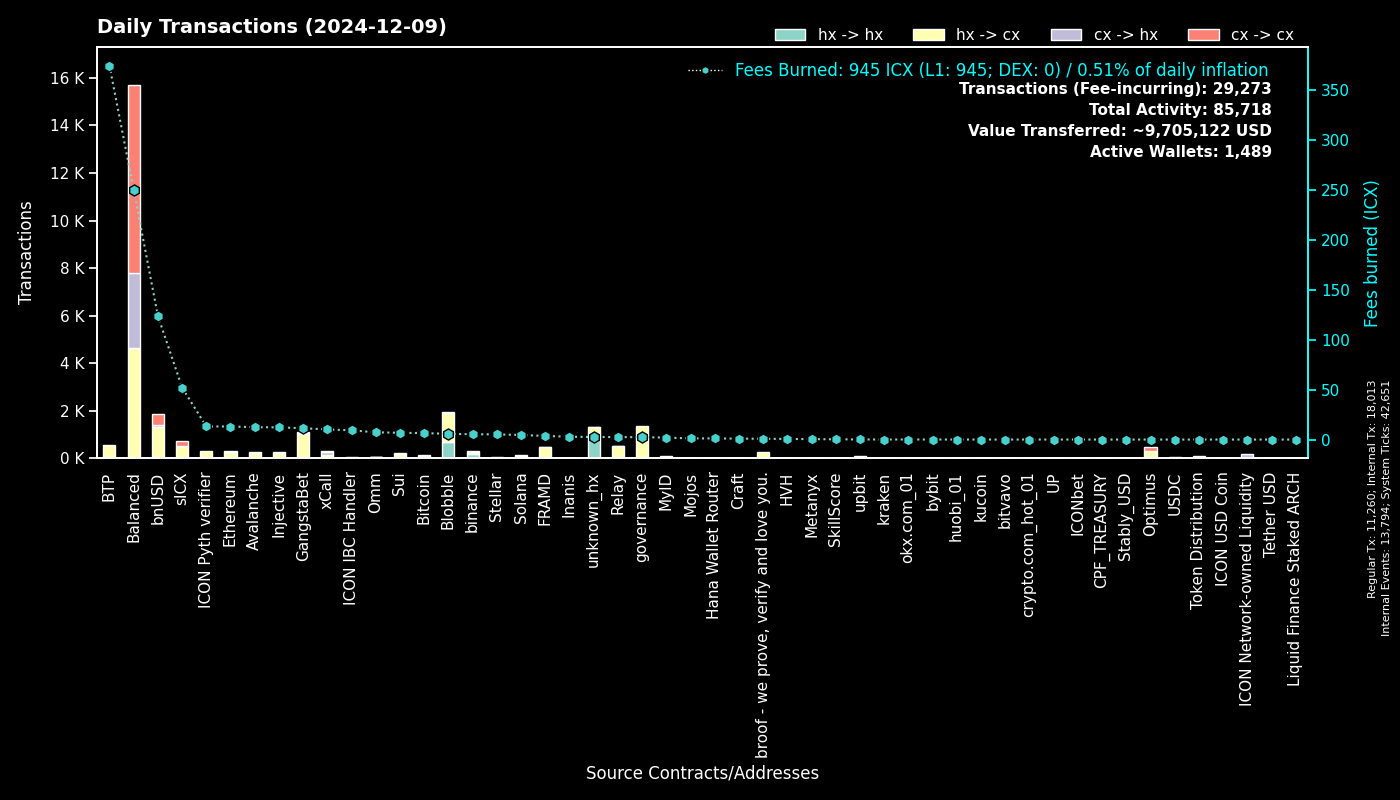 Daily Transactions (2024-12-09)
hx -> hx
hx -> cx
cx -> hx
cx -> cx
Fees Burned: 945 ICX (L1: 945; DEX: 0) / 0.51% of daily inflation
Transactions (Fee-incurring): 29,273
Total Activity: 85,718
Value Transferred: ~9,705,122 USD
Active Wallets: 1,489
Transactions
16 K
14 K
12 K
10 K
8 K
6 K
4 K
2 K
0 K
350
300
250
200
150
100
50
0
Fees burned (ICX)
Regular Tx: 11,260; Internal Tx: 18,013
Internal Events: 13,794; System Ticks: 42,651
BTP
Balanced
bnUSD
sICX
ICON Pyth verifier
Ethereum
Avalanche
Injective
GangstaBet
xCall
ICON IBC Handler
Omm
Sui
Bitcoin
Blobble
binance
Stellar
Solana
FRAMD
Inanis
unknown_hx
Relay
governance
MyID
Mojos
Hana Wallet Router
Craft
broof - we prove, verify and love you.
HVH
Metanyx
SkillScore
upbit
kraken
okx.com_01
bybit
huobi_01
kucoin
bitvavo
crypto.com_hot_01
UP
ICONbet
CPF_TREASURY
Stably_USD
Optimus
USDC
Token Distribution
ICON USD Coin
ICON Network-owned Liquidity
Tether USD
Liquid Finance Staked ARCH
Source Contracts/Addresses